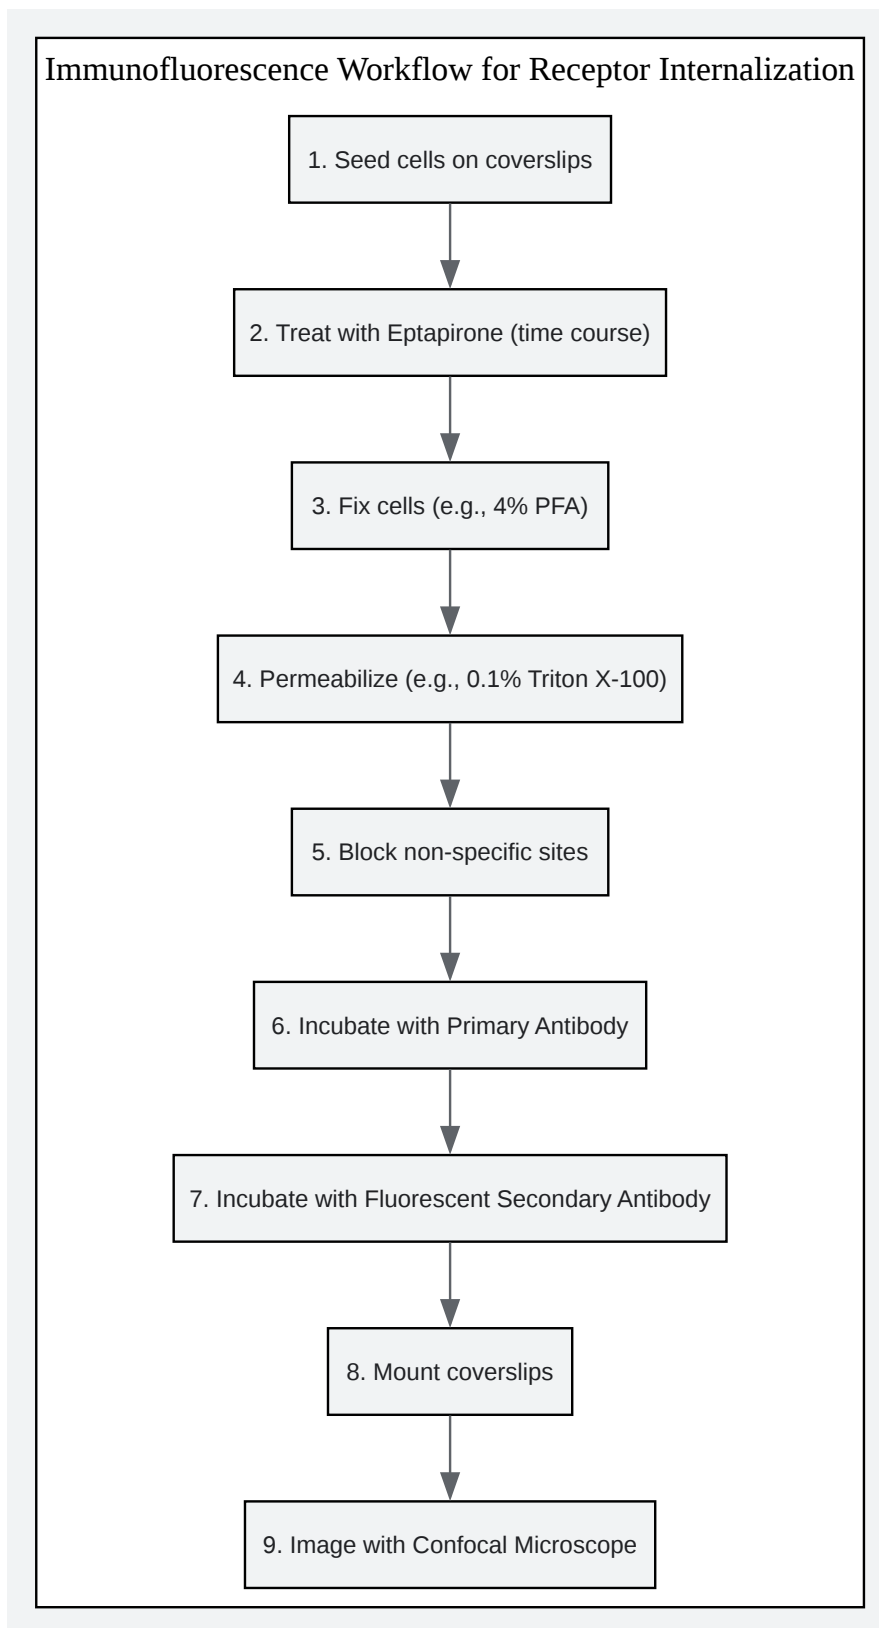 Immunofluorescence Workflow for Receptor Internalization
1. Seed cells on coverslips
2. Treat with Eptapirone (time course)
3. Fix cells (e.g., 4% PFA)
4. Permeabilize (e.g., 0.1% Triton X-100)
5. Block non-specific sites
6. Incubate with Primary Antibody
7. Incubate with Fluorescent Secondary Antibody
8. Mount coverslips
9. Image with Confocal Microscope